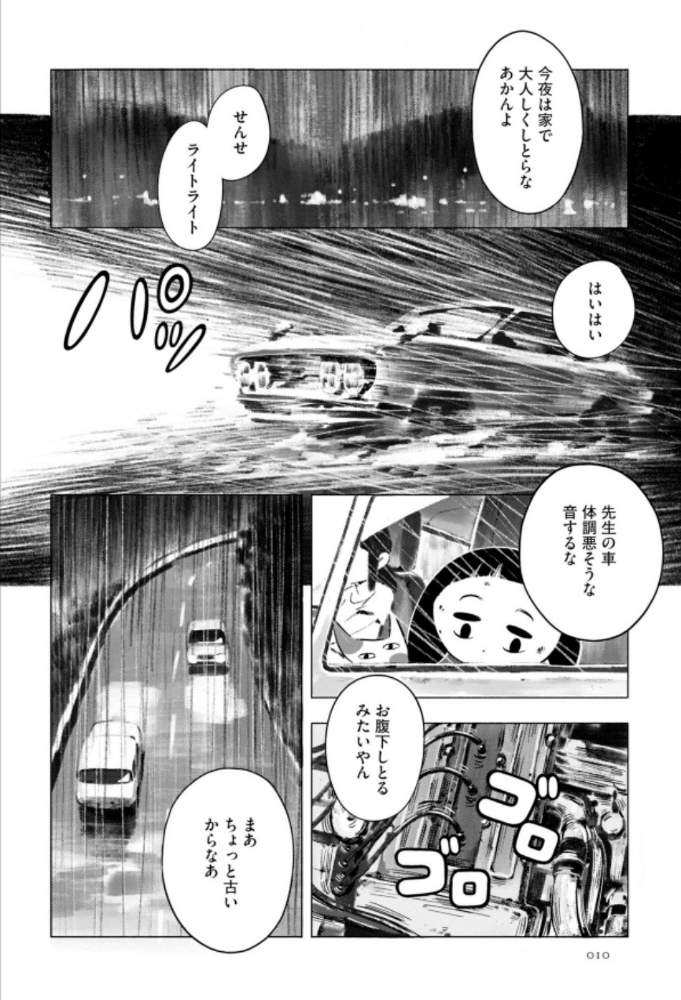 今夜は家で
大人しくしとらな
あかんよ
せんせ
ライトライト
はいはい
パッ
先生の車
体調悪そうな
音するな
お腹下しとる
みたいやん
ゴロ
ゴロ
まあ
ちょっと古い
からなあ
010